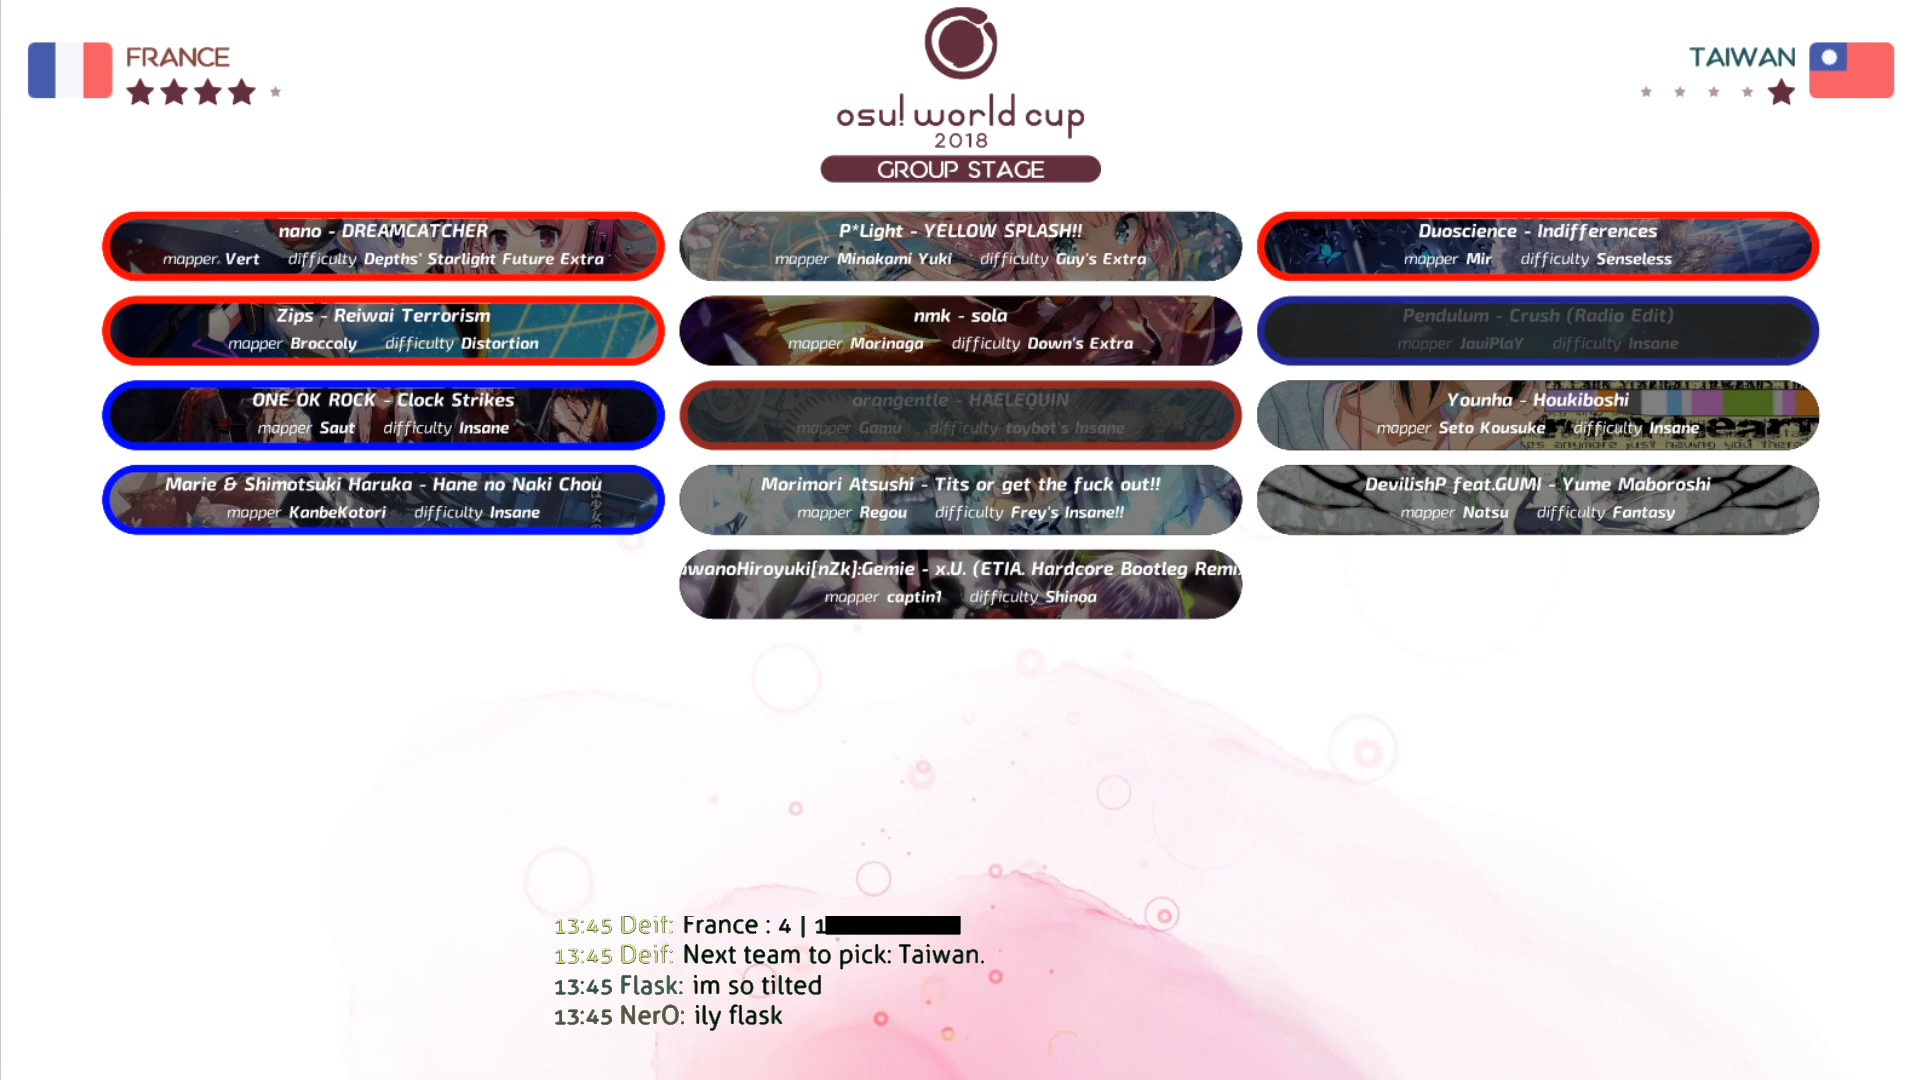 FRANCE
TAIWAN
osu! world cup
2018
GROUP STAGE
nano - DREAMCATCHER
mapper Vert difficulty Depths' Starlight Future Extra
P*Light - YELLOW SPLASH!!
mapper Minakami Yuki difficulty Guy's Extra
Duoscience - Indifferences
mapper Mir difficulty Senseless
Zips - Reiwai Terrorism
mapper Broccoly difficulty Distortion
nmk - sola
mapper Morinaga difficulty Down's Extra
Pendulum - Crush (Radio Edit)
mapper JauiPlaY difficulty Insane
ONE OK ROCK - Clock Strikes
mapper Saut difficulty Insane
orangentle - HAELEQUIN
mapper Gamu difficulty toybot's Insane
Younha - Houkiboshi
mapper Seto Kousuke difficulty Insane
Marie & Shimotsuki Haruka - Hane no Naki Chou
mapper KanbeKotori difficulty Insane
Morimori Atsushi - Tits or get the fuck out!!
mapper Regou difficulty Frey's Insane!!
DevilishP feat.GUMI - Yume Maboroshi
mapper Natsu difficulty Fantasy
wanoHiroyuki[nZk]:Gemie - x.U. (ETIA. Hardcore Bootleg Remi
mapper captin1 difficulty Shinoa
13:45 Deif: France : 4 | 1
13:45 Deif: Next team to pick: Taiwan.
13:45 Flask: im so tilted
13:45 NerO: ily flask